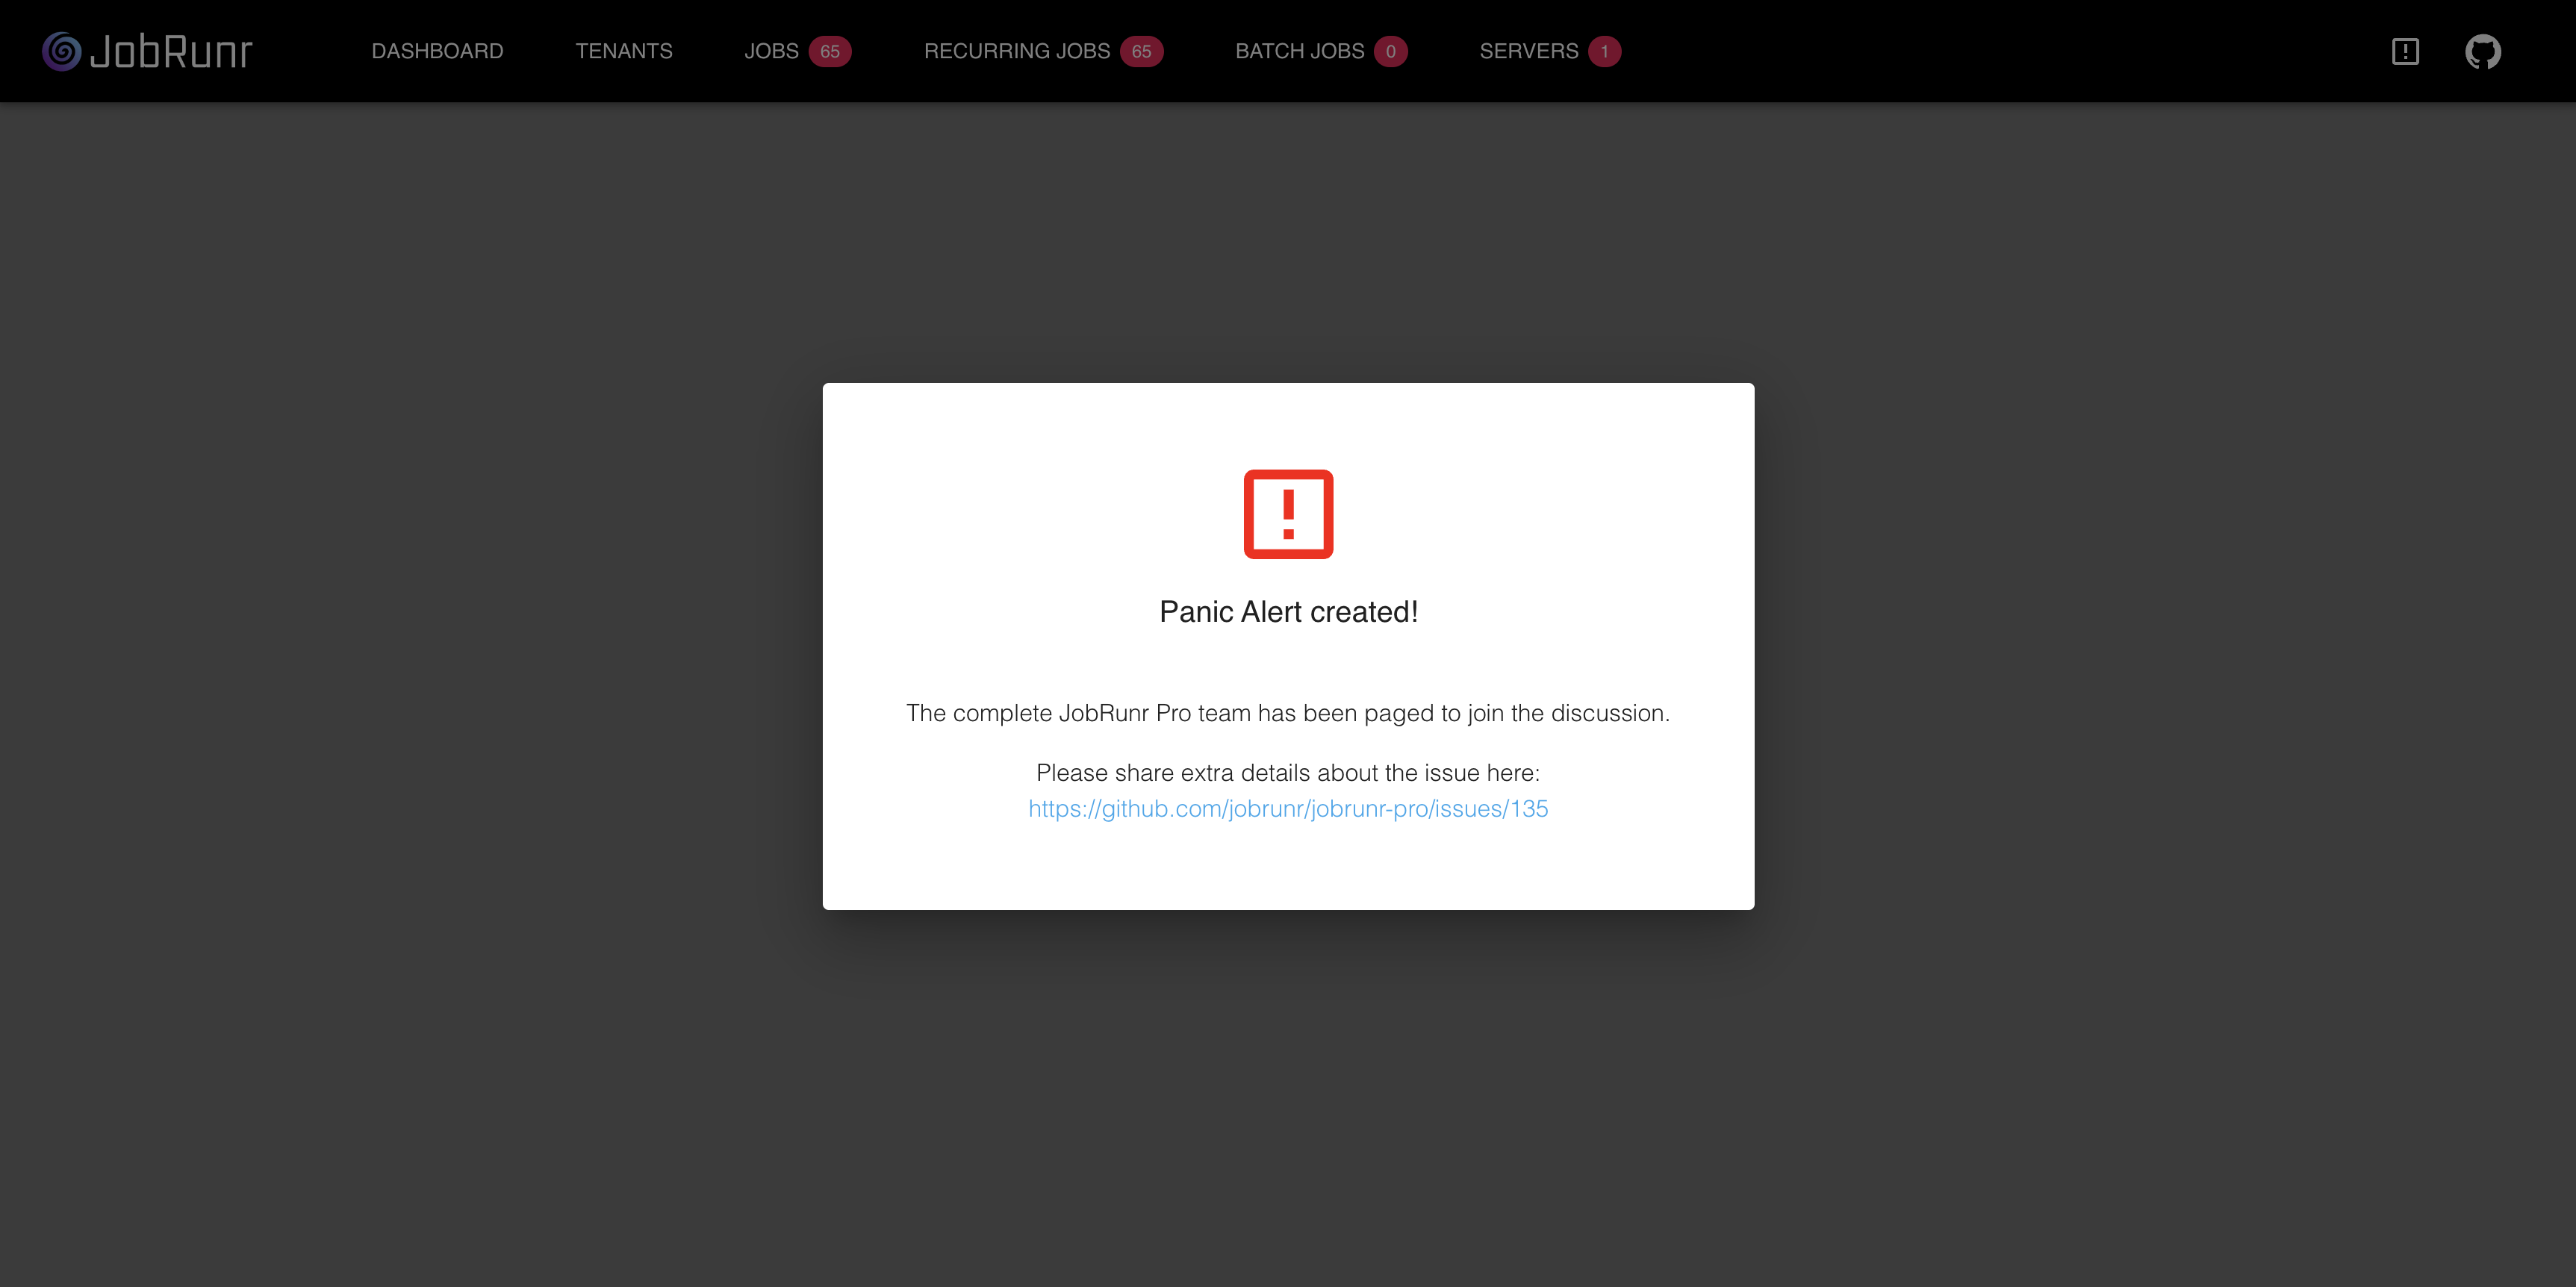 JobRunr DASHBOARD TENANTS JOBS 65 RECURRING JOBS 65 BATCH JOBS 0 SERVERS 1
Panic Alert created!
The complete JobRunr Pro team has been paged to join the discussion.
Please share extra details about the issue here:
https://github.com/jobrunr/jobrunr-pro/issues/135